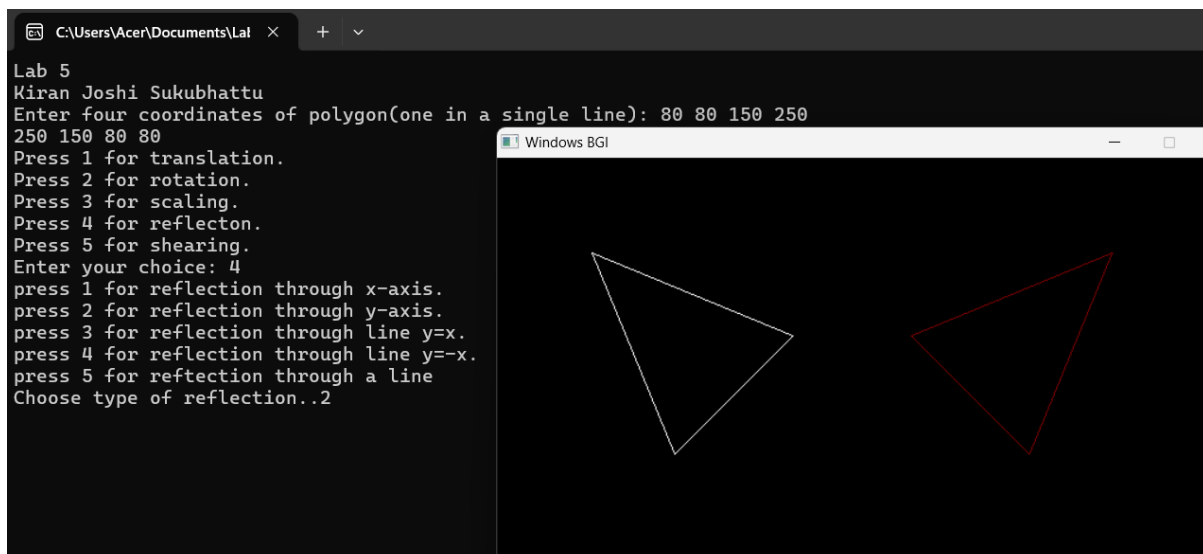 C:\Users\Acer\Documents\Lal
Lab 5
Kiran Joshi Sukubhattu
Enter four coordinates of polygon(one in a single line): 80 80 150 250
250 150 80 80
Windows BGI
Press 1 for translation.
Press 2 for rotation.
Press 3 for scaling.
Press 4 for reflecton.
Press 5 for shearing.
Enter your choice: 4
press 1 for reflection through x-axis.
press 2 for reflection through y-axis.
press 3 for reflection through line y=x.
press 4 for reflection through line y=-x.
press 5 for reftection through a line
Choose type of reflection..2